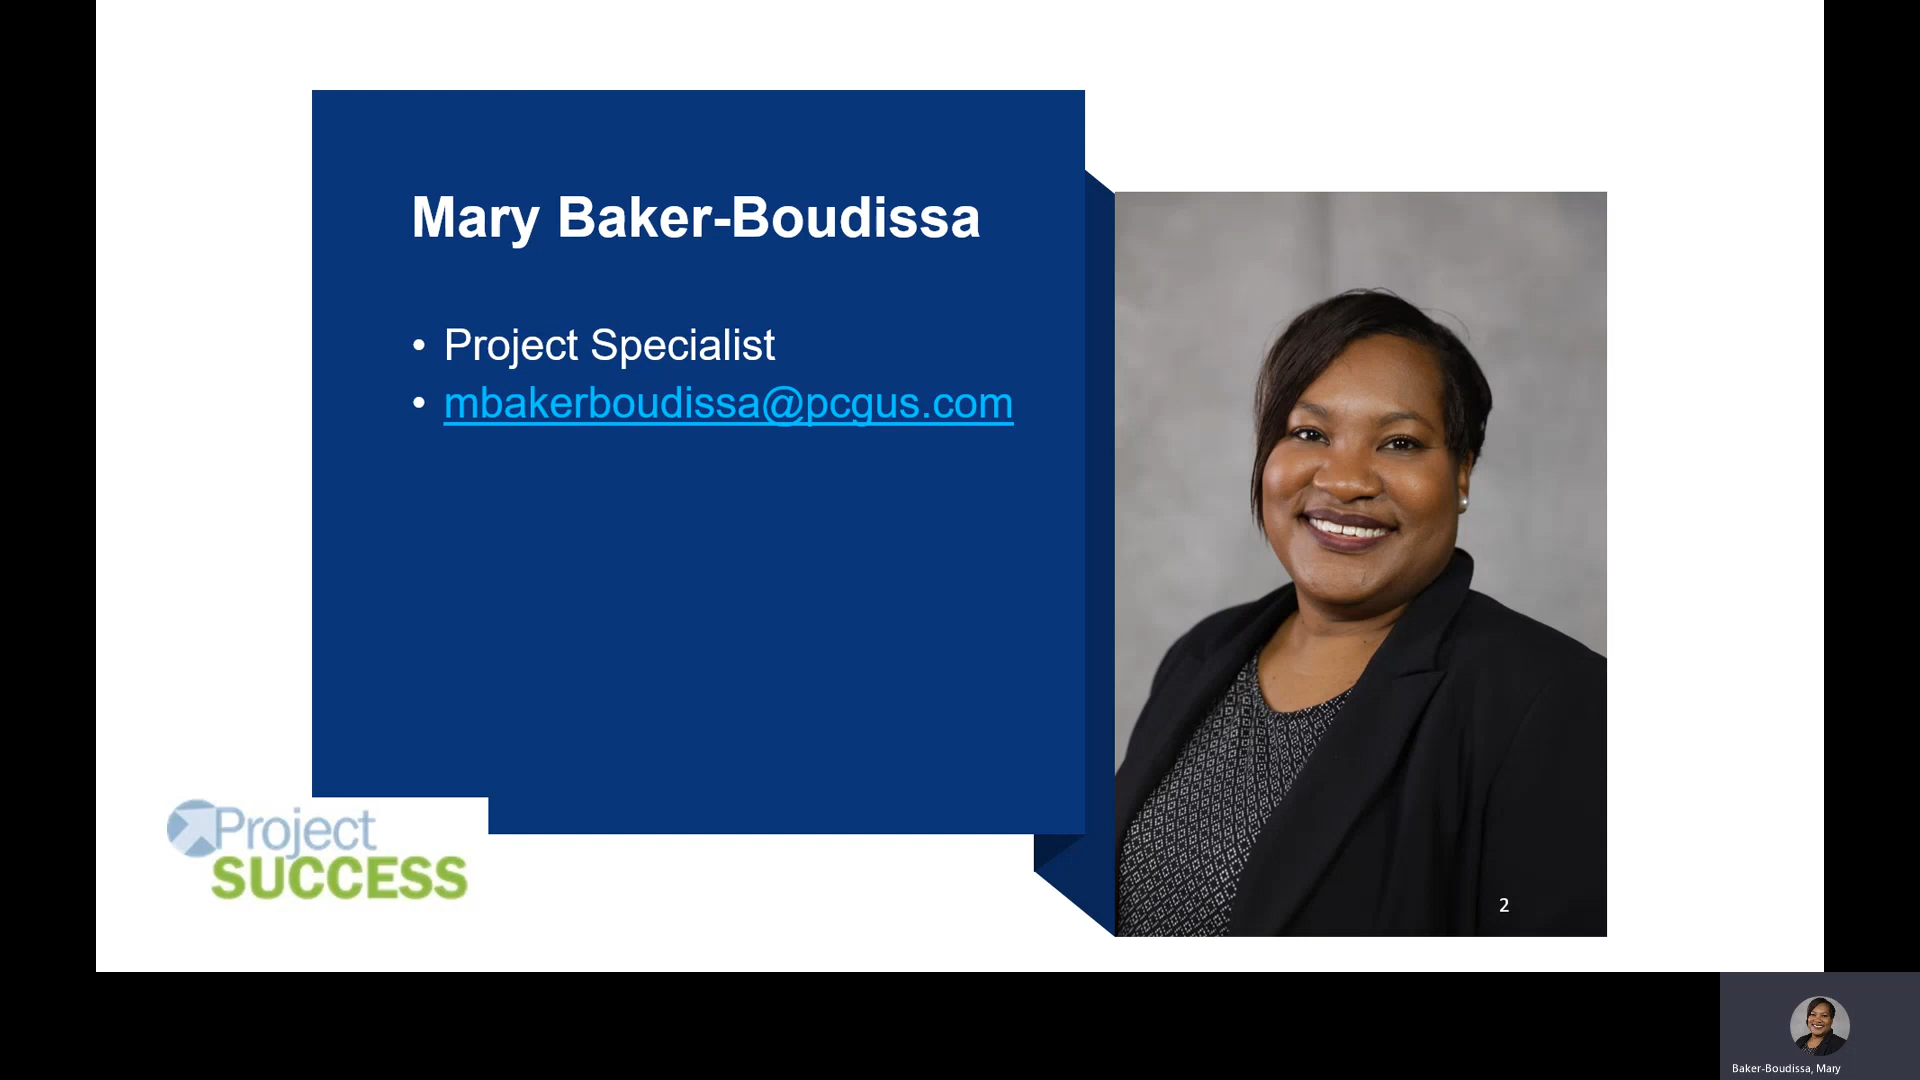 Mary Baker-Boudissa
• Project Specialist
• mbakerboudissa@pcgus.com
Project
SUCCESS
2
Baker-Boudissa, Mary